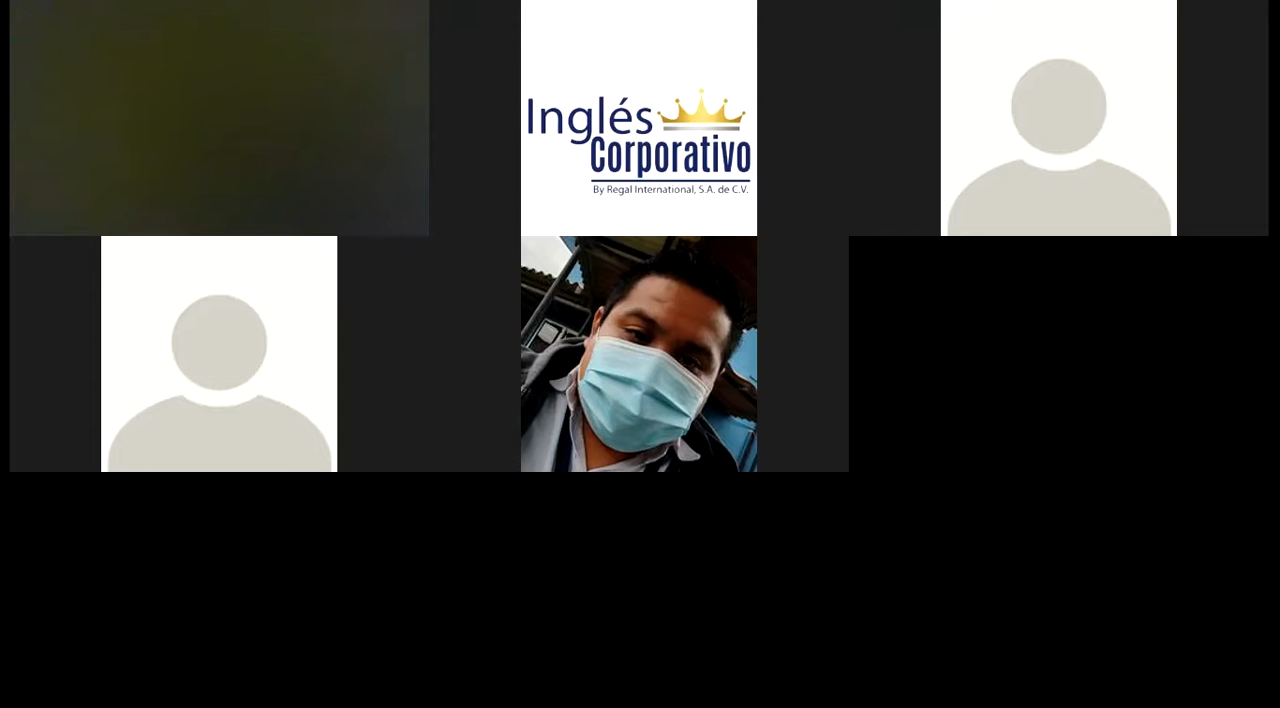 Inglés
Corporativo
By Regal International, S.A. de C.V.